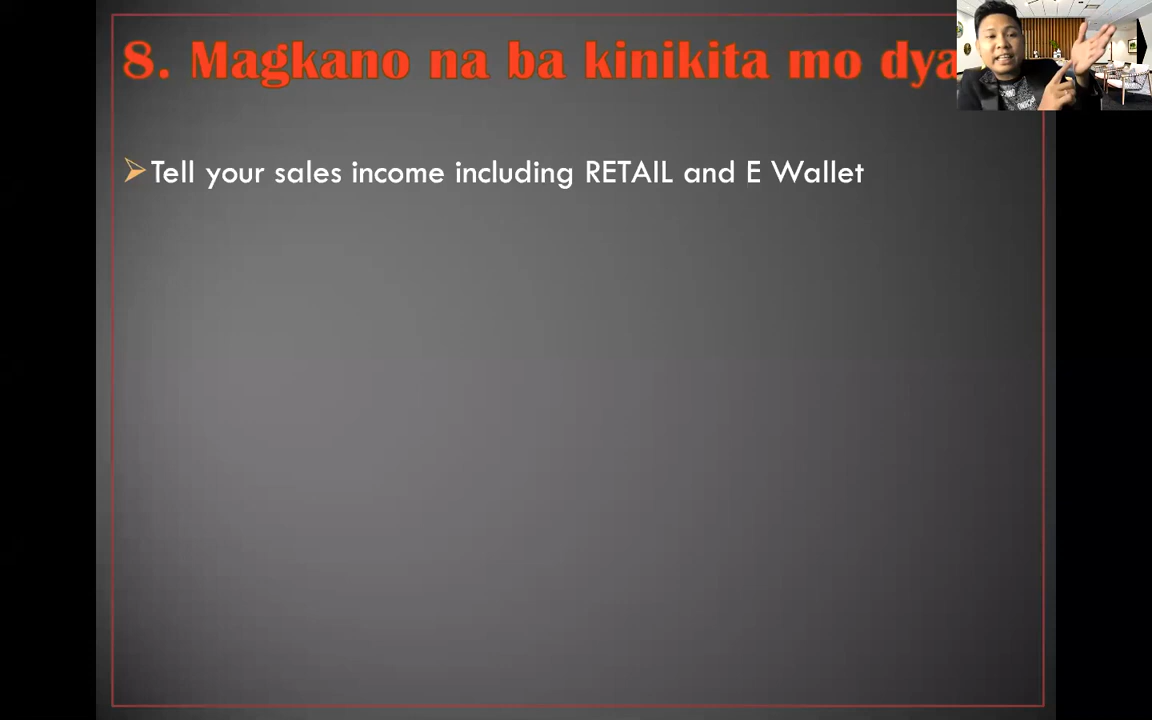 8. Magkano na ba kinikita mo
➢Tell your sales income including RETAIL and E Wallet